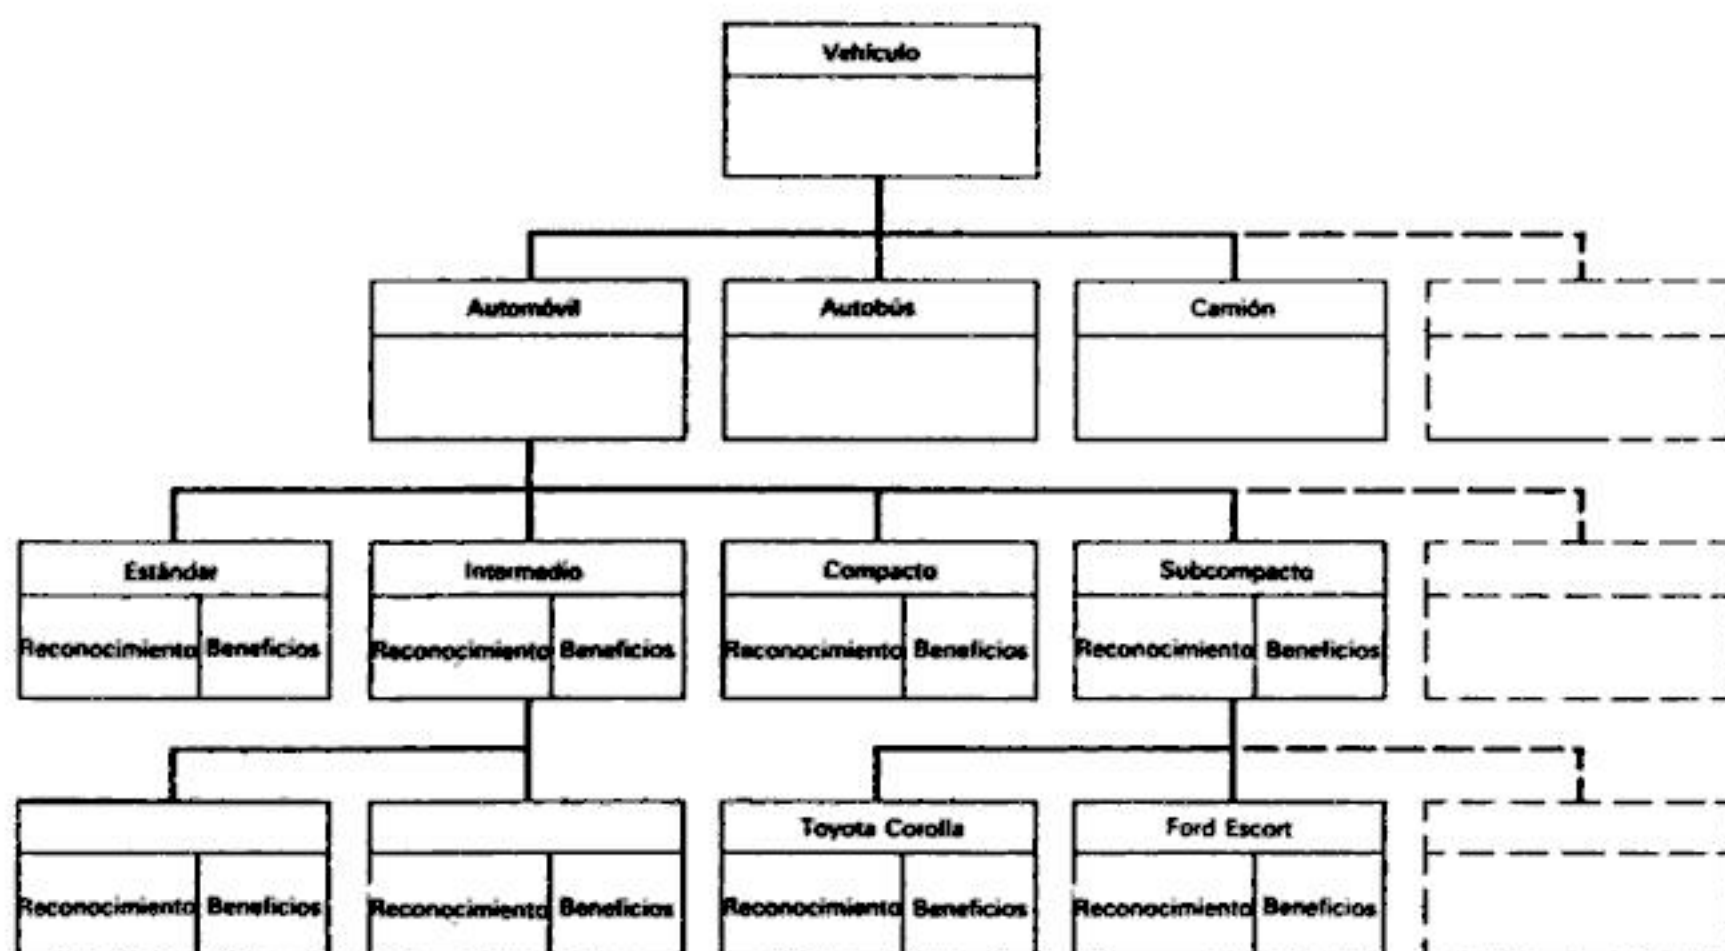 Vehículo
Automóvil Autobús Camión
Estándar Intermedio Compacto Subcompacto
Reconocimiento Beneficios Reconocimiento Beneficios Reconocimiento Beneficios Reconocimiento Beneficios
Toyota Corolla Ford Escort
Reconocimiento Beneficios Reconocimiento Beneficios Reconocimiento Beneficios Reconocimiento Beneficios